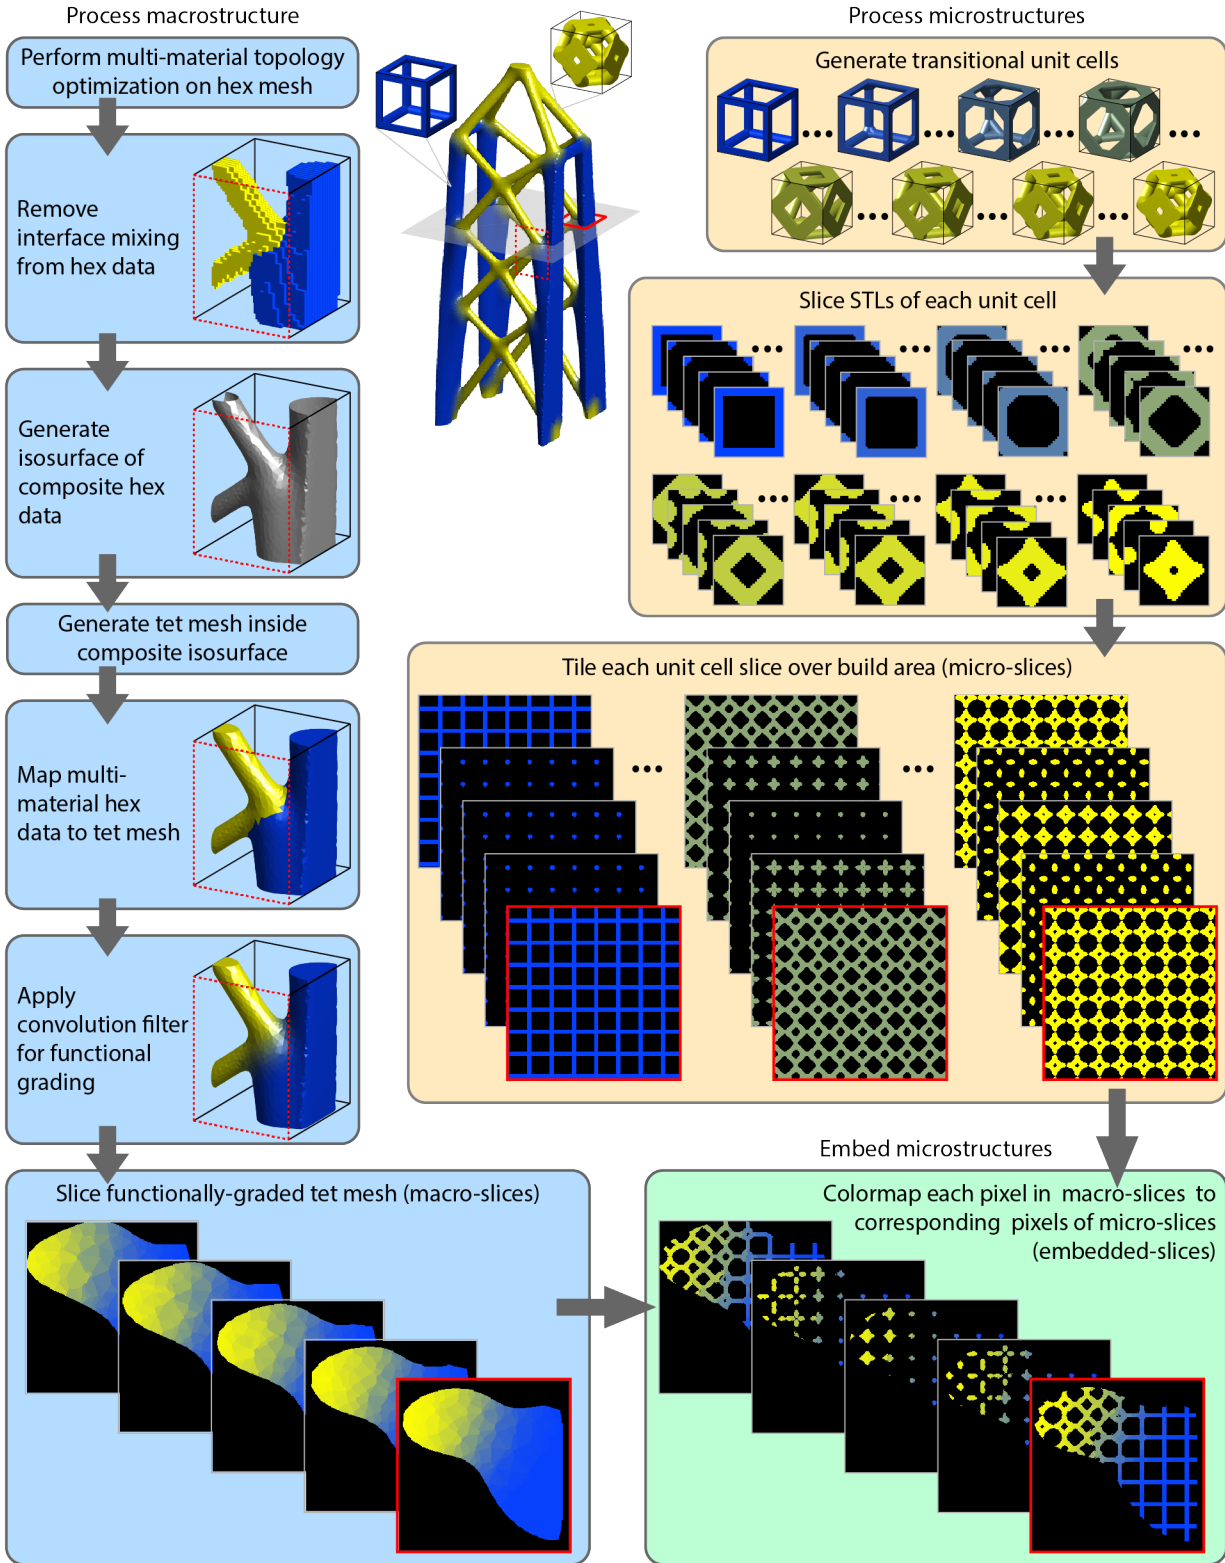 Process macrostructure
Perform multi-material topology
optimization on hex mesh
Remove
interface mixing
from hex data
Generate
isosurface of
composite hex
data
Generate tet mesh inside
composite isosurface
Map multi-
material hex
data to tet mesh
Apply
convolution filter
for functional
grading
Slice functionally-graded tet mesh (macro-slices)
Process microstructures
Generate transitional unit cells
Slice STLs of each unit cell
Tile each unit cell slice over build area (micro-slices)
Embed microstructures
Colormap each pixel in macro-slices to
corresponding pixels of micro-slices
(embedded-slices)